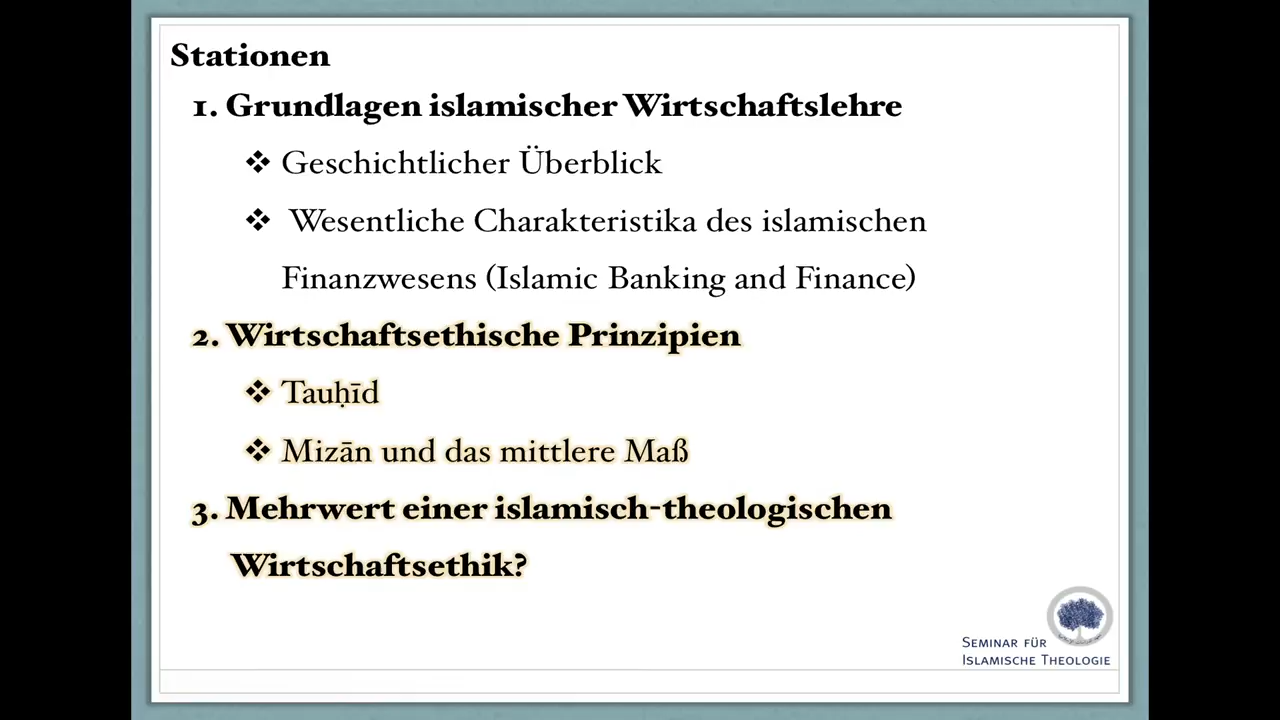 Stationen
1. Grundlagen islamischer Wirtschaftslehre
❖ Geschichtlicher Überblick
❖ Wesentliche Charakteristika des islamischen
Finanzwesens (Islamic Banking and Finance)
2. Wirtschaftsethische Prinzipien
❖ Tauḥīd
❖ Mizān und das mittlere Maß
3. Mehrwert einer islamisch-theologischen
Wirtschaftsethik?
SEMINAR FÜR
ISLAMISCHE THEOLOGIE